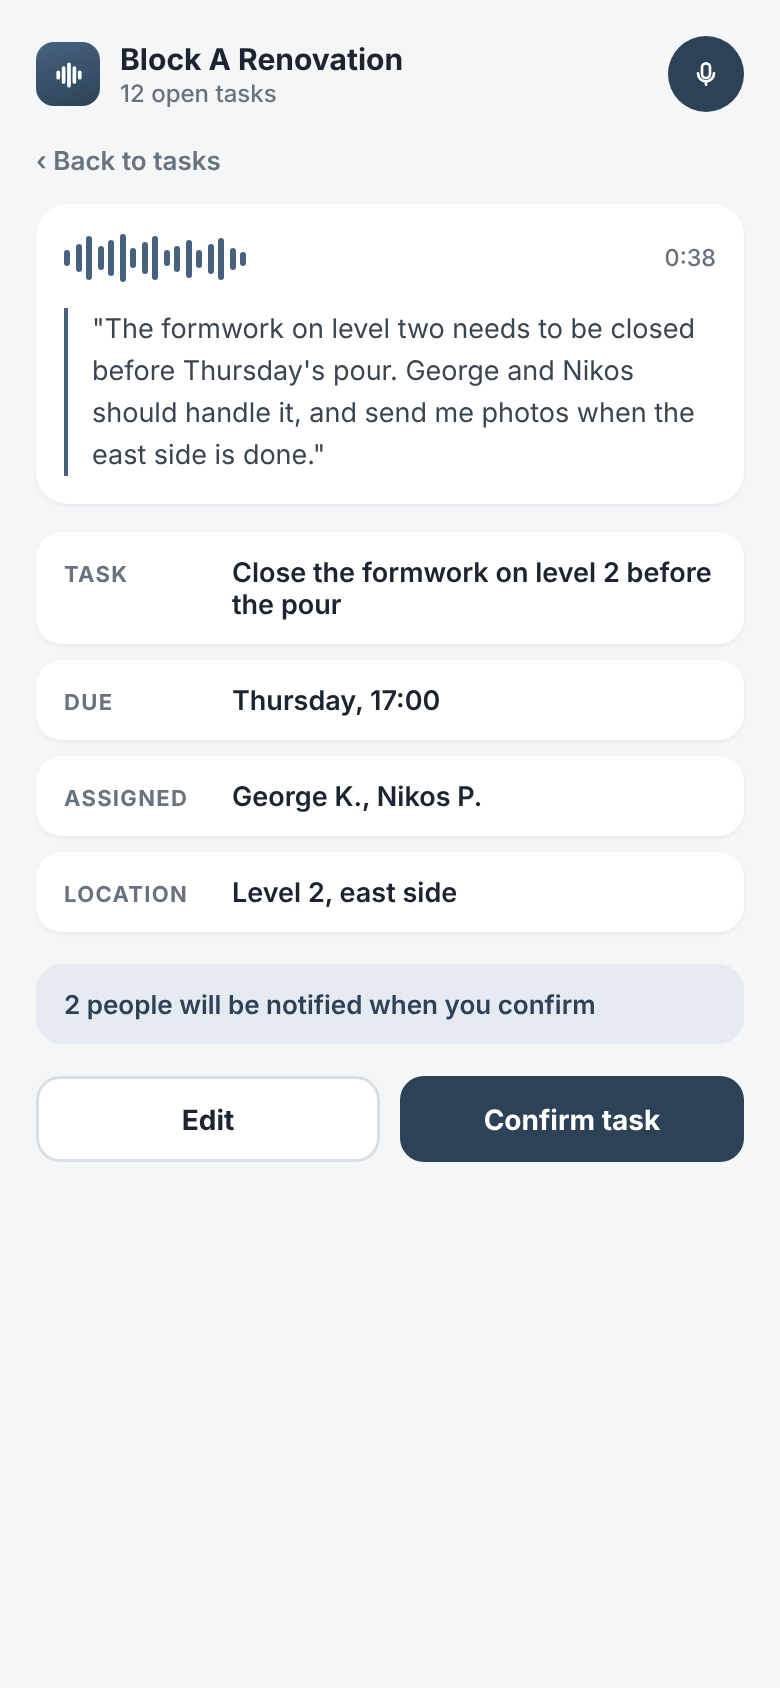 Block A Renovation
12 open tasks
‹ Back to tasks
0:38
"The formwork on level two needs to be closed
before Thursday's pour. George and Nikos
should handle it, and send me photos when the
east side is done."
TASK Close the formwork on level 2 before
the pour
DUE Thursday, 17:00
ASSIGNED George K., Nikos P.
LOCATION Level 2, east side
2 people will be notified when you confirm
Edit Confirm task